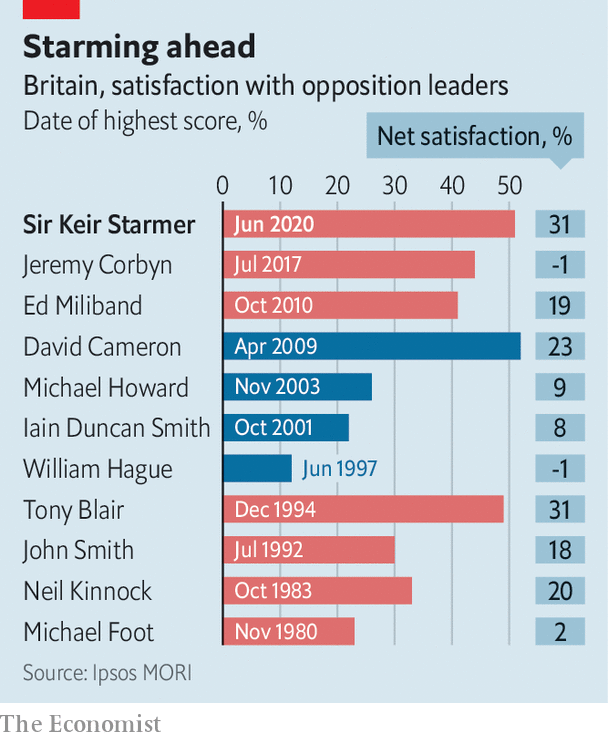 Starming ahead
Britain, satisfaction with opposition leaders
Date of highest score, %
Net satisfaction, %
0 10 20 30 40 50
Sir Keir Starmer Jun 2020 31
Jeremy Corbyn Jul 2017 -1
Ed Miliband Oct 2010 19
David Cameron Apr 2009 23
Michael Howard Nov 2003 9
Iain Duncan Smith Oct 2001 8
William Hague Jun 1997 -1
Tony Blair Dec 1994 31
John Smith Jul 1992 18
Neil Kinnock Oct 1983 20
Michael Foot Nov 1980 2
Source: Ipsos MORI
The Economist